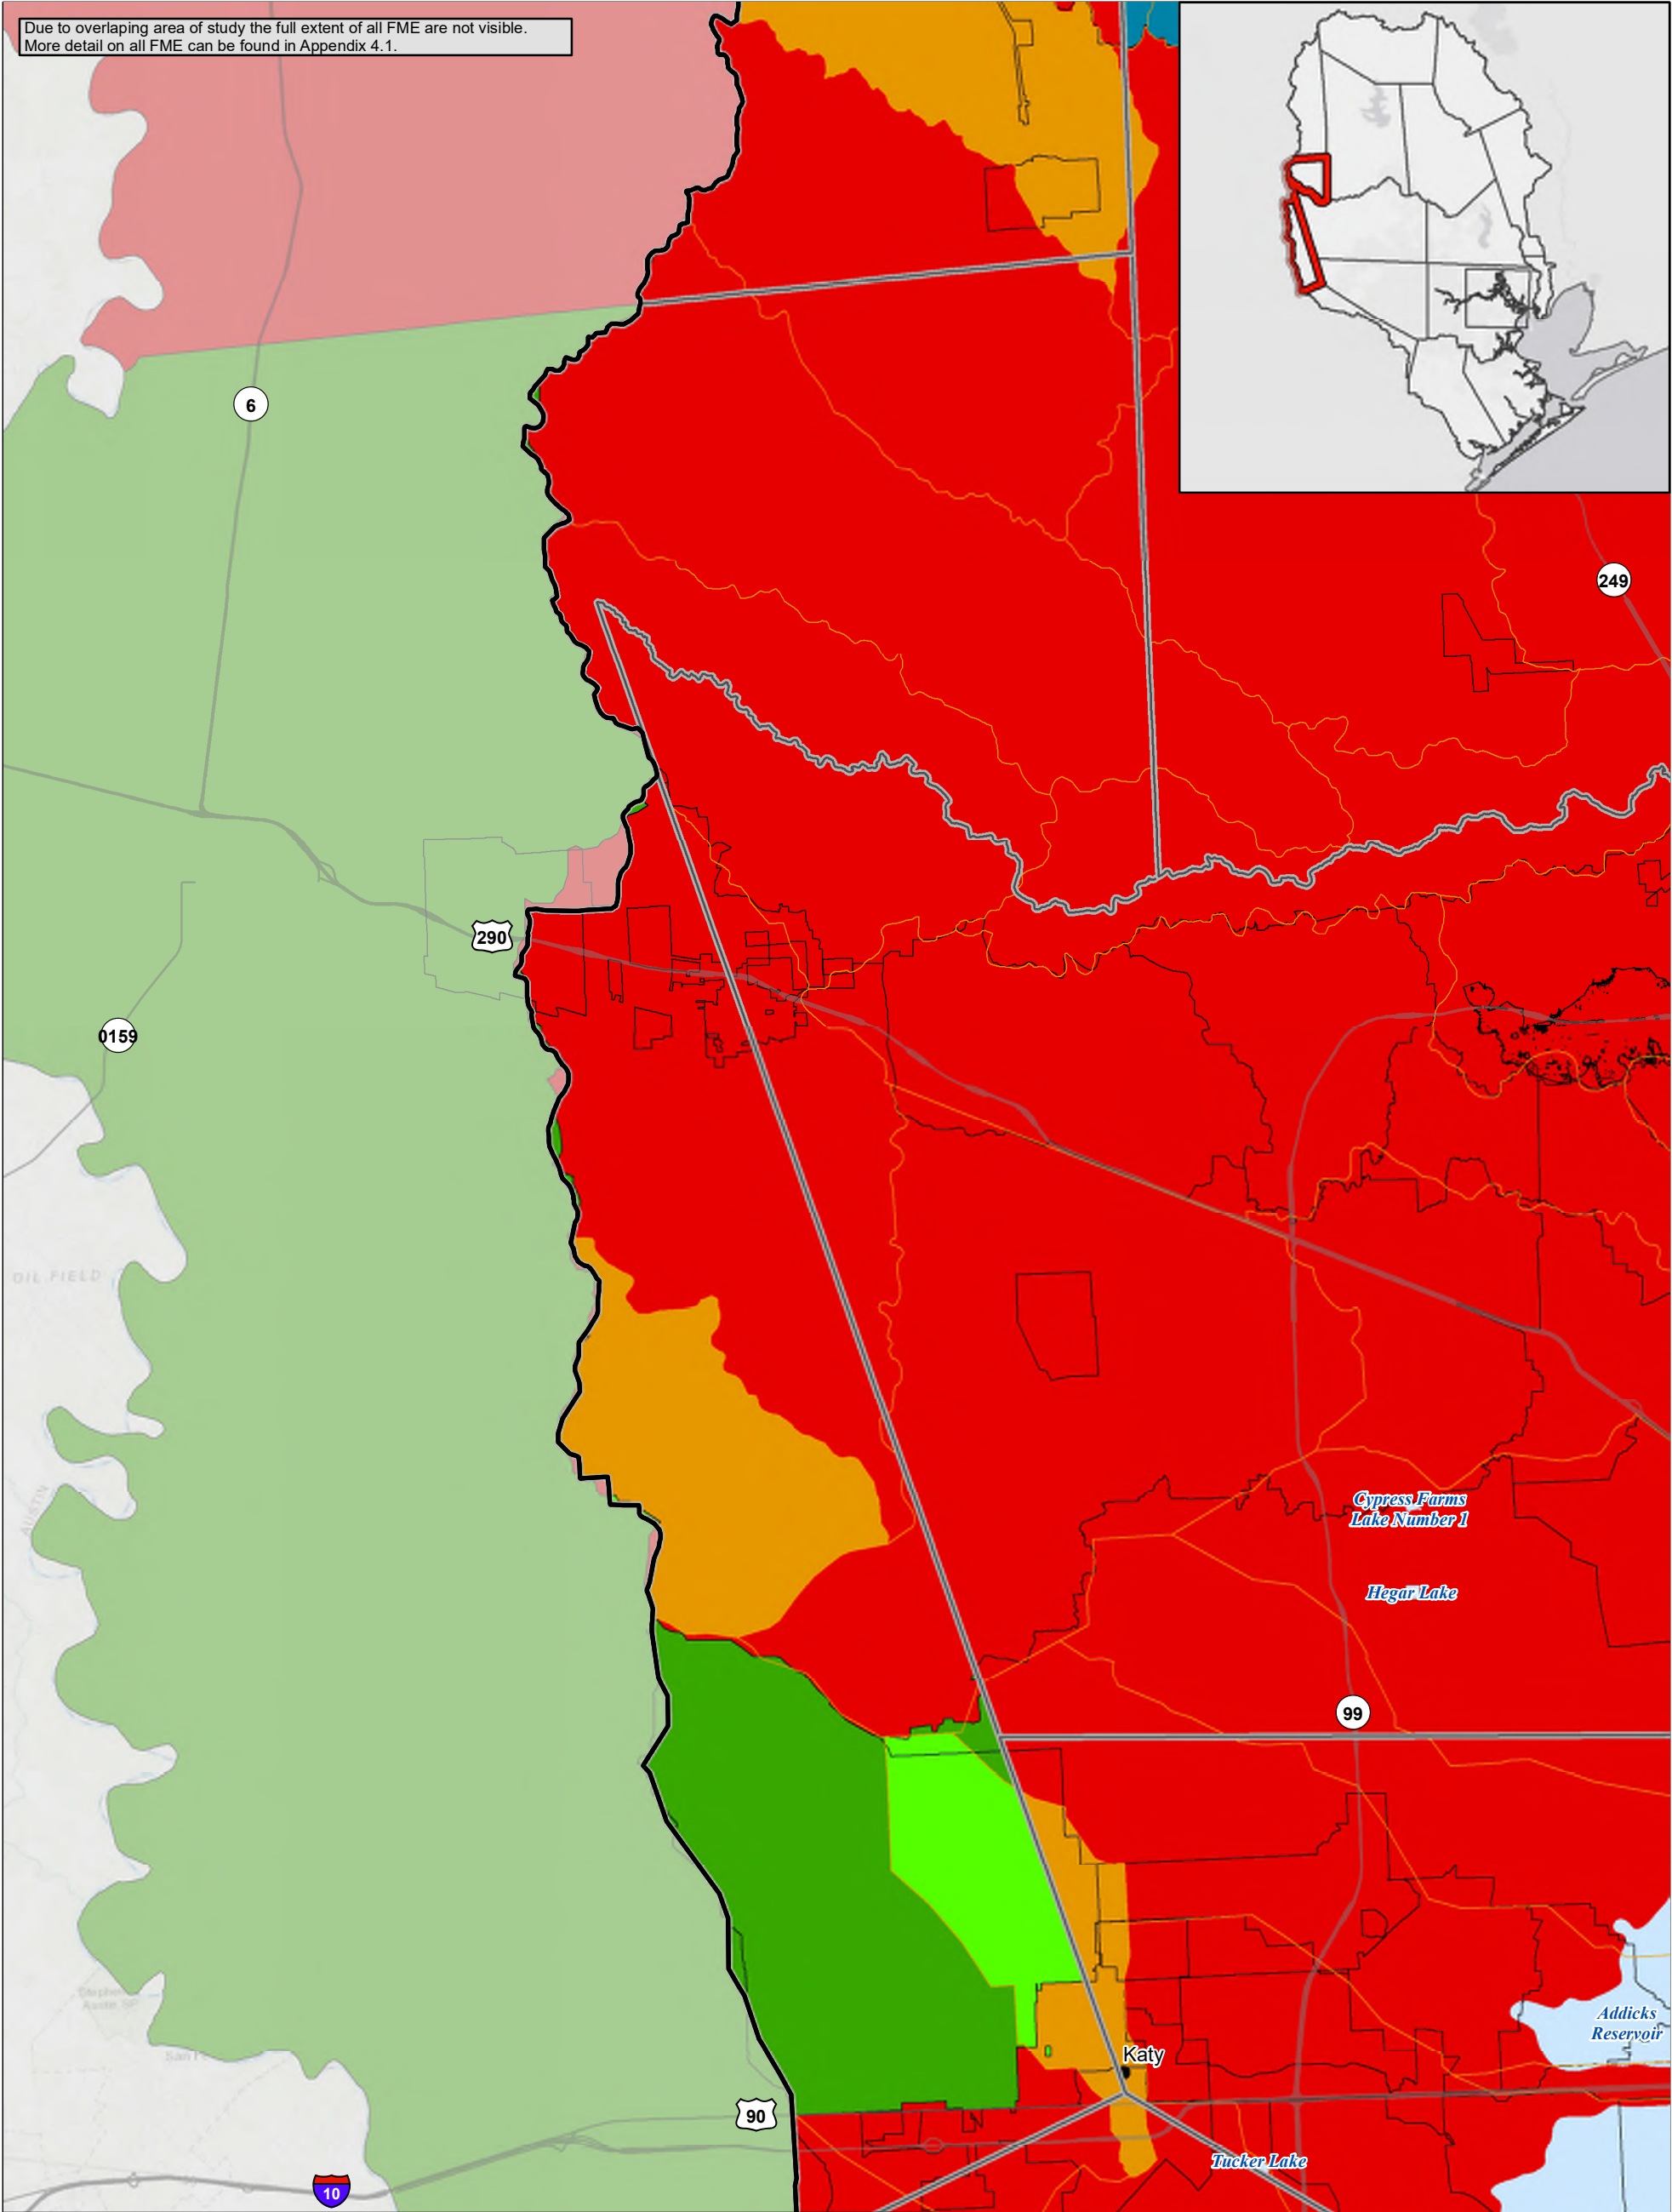 Due to overlaping area of study the full extent of all FME are not visible.
More detail on all FME can be found in Appendix 4.1.
6
249
290
0159
OIL FIELD
AUSTIN
Cypress Farms
Lake Number 1
Hegar Lake
99
Stephen
Addicks
Reservoir
Katy
90
Tucker Lake
10